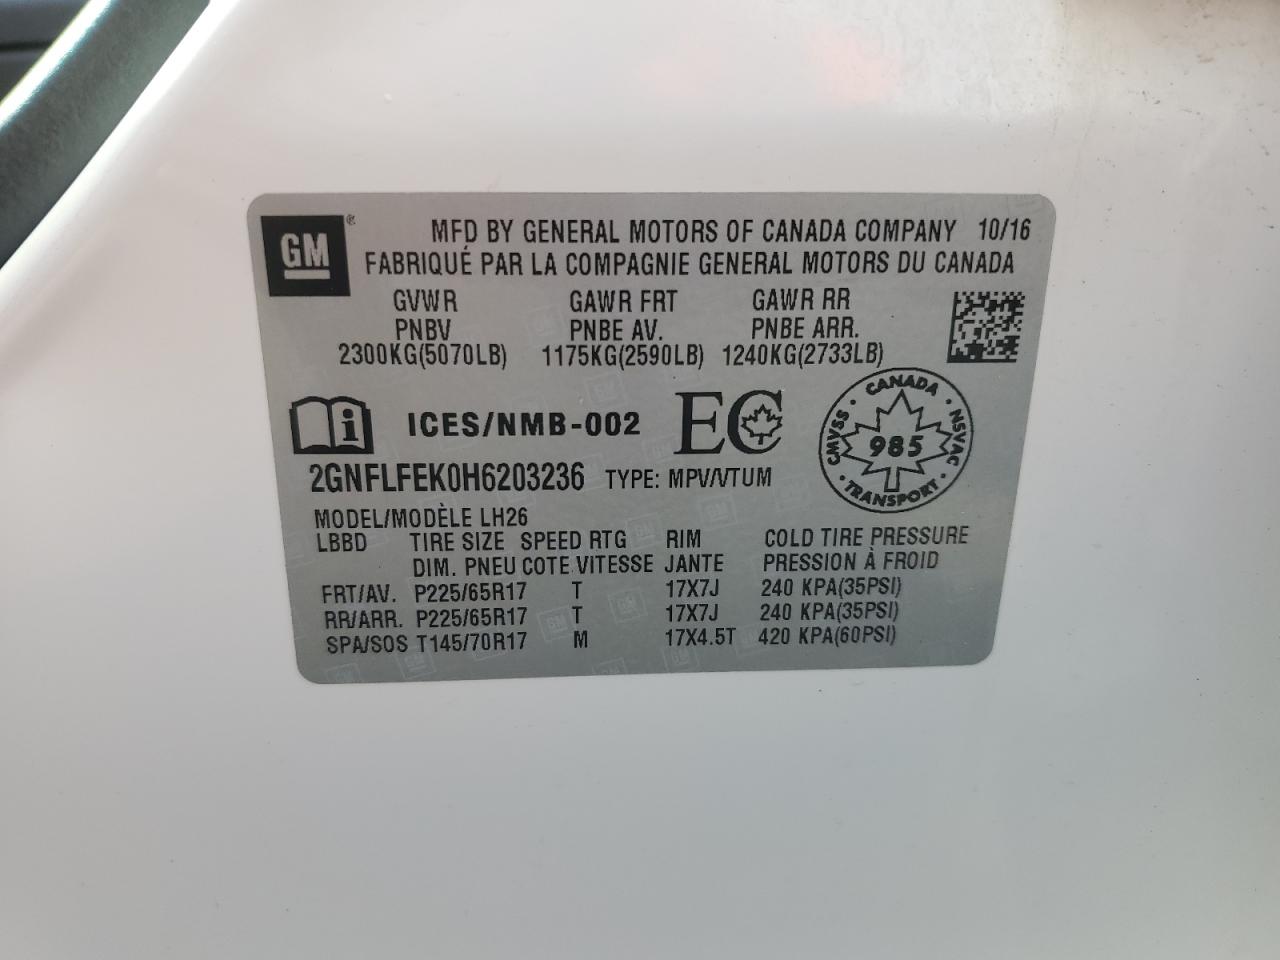 GM ®
MFD BY GENERAL MOTORS OF CANADA COMPANY 10/16
FABRIQUÉ PAR LA COMPAGNIE GENERAL MOTORS DU CANADA
GVWR GAWR FRT GAWR RR
PNBV PNBE AV. PNBE ARR.
2300KG(5070LB) 1175KG(2590LB) 1240KG(2733LB)
i ICES/NMB-002 EC
CANADA
CMVSS · 985 · NSVAC
· TRANSPORT ·
2GNFLFEK0H6203236 TYPE: MPV/VTUM
MODEL/MODÈLE LH26
LBBD TIRE SIZE SPEED RTG RIM COLD TIRE PRESSURE
DIM. PNEU COTE VITESSE JANTE PRESSION À FROID
FRT/AV. P225/65R17 T 17X7J 240 KPA(35PSI)
RR/ARR. P225/65R17 T 17X7J 240 KPA(35PSI)
SPA/SOS T145/70R17 M 17X4.5T 420 KPA(60PSI)